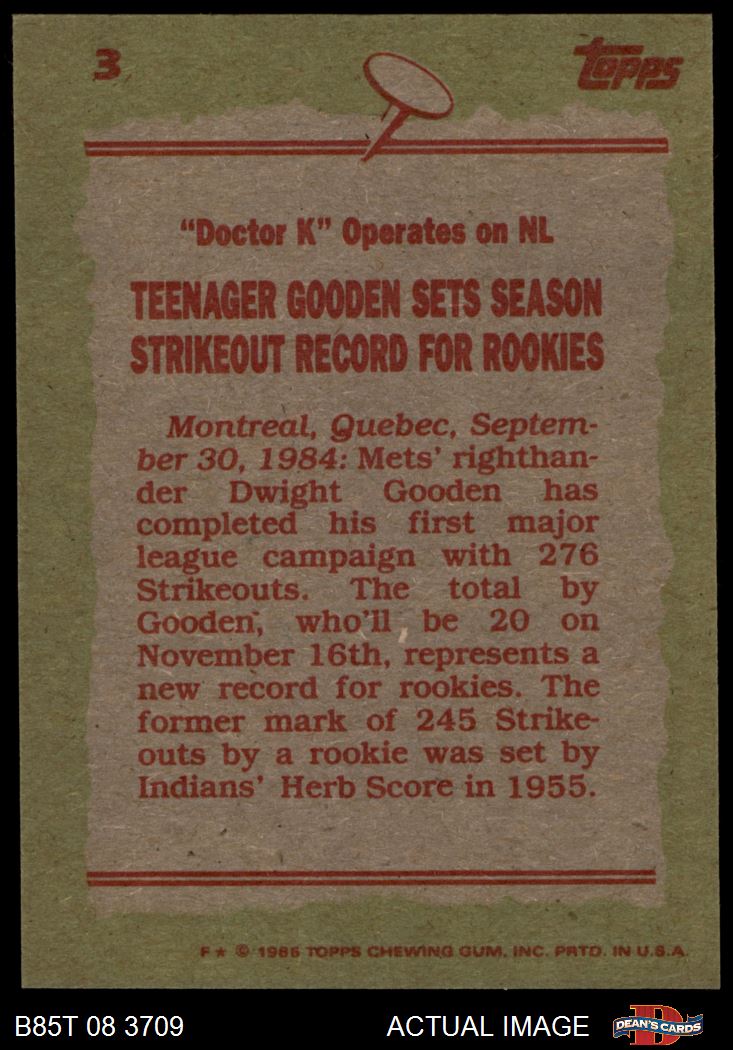 3
Topps
“Doctor K” Operates on NL
TEENAGER GOODEN SETS SEASON
STRIKEOUT RECORD FOR ROOKIES
Montreal, Quebec, Septem-
ber 30, 1984: Mets’ righthan-
der Dwight Gooden has
completed his first major
league campaign with 276
Strikeouts. The total by
Gooden, who’ll be 20 on
November 16th, represents a
new record for rookies. The
former mark of 245 Strike-
outs by a rookie was set by
Indians’ Herb Score in 1955.
F★ © 1985 TOPPS CHEWING GUM, INC. PRTD. IN U.S.A.
B85T 08 3709
ACTUAL IMAGE
D
DEAN'S CARDS